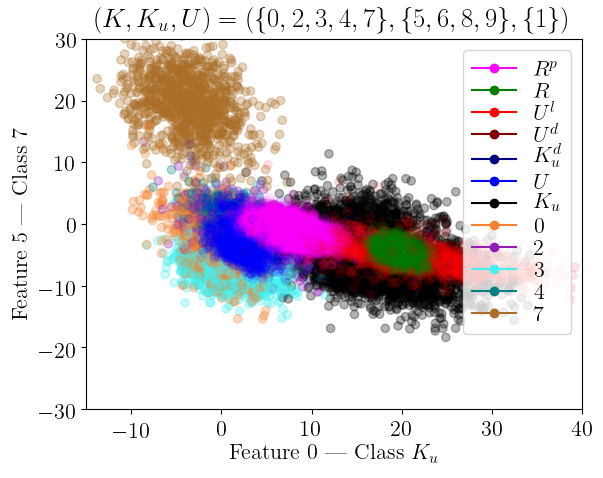 (K, K_u, U) = ({0, 2, 3, 4, 7}, {5, 6, 8, 9}, {1})
30
20
10
0
−10
−20
−30
Feature 5 — Class 7
R^p
R
U^l
U^d
K_u^d
U
K_u
0
2
3
4
7
−10
0
10
20
30
40
Feature 0 — Class K_u